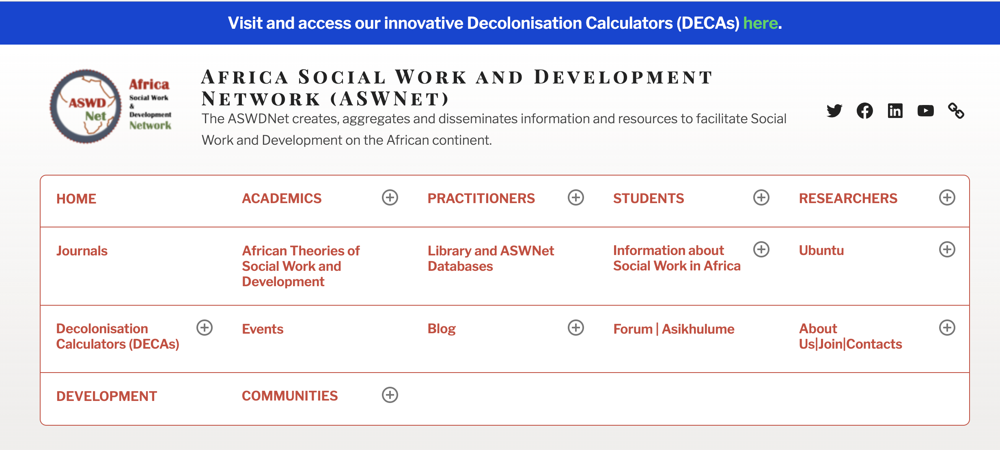 Visit and access our innovative Decolonisation Calculators (DECAs) here.
ASWD
Net
Africa
Social Work
&
Development
Network
Africa Social Work and Development
Network (ASWNet)
The ASWDNet creates, aggregates and disseminates information and resources to facilitate Social
Work and Development on the African continent.
HOME
ACADEMICS
PRACTITIONERS
STUDENTS
RESEARCHERS
Journals
African Theories of
Social Work and
Development
Library and ASWNet
Databases
Information about
Social Work in Africa
Ubuntu
Decolonisation
Calculators (DECAs)
Events
Blog
Forum | Asikhulume
About
Us|Join|Contacts
DEVELOPMENT
COMMUNITIES